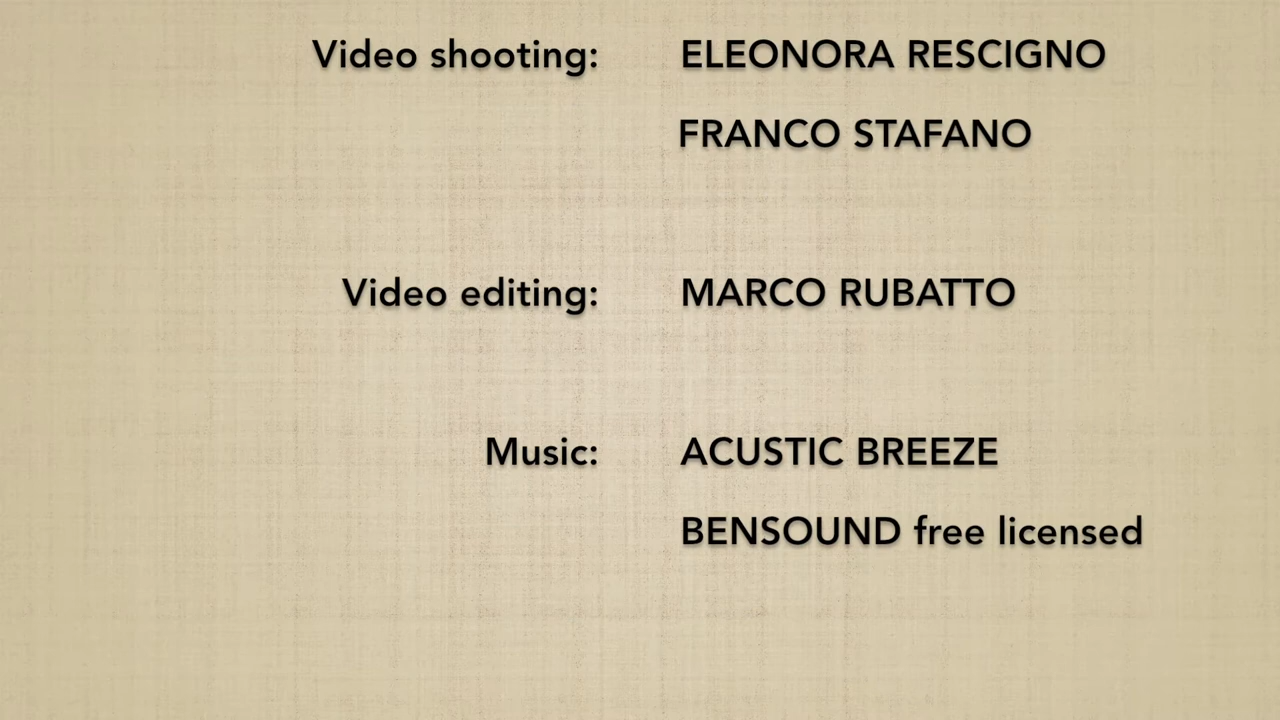 Video shooting: ELEONORA RESCIGNO
FRANCO STAFANO
Video editing: MARCO RUBATTO
Music: ACUSTIC BREEZE
BENSOUND free licensed